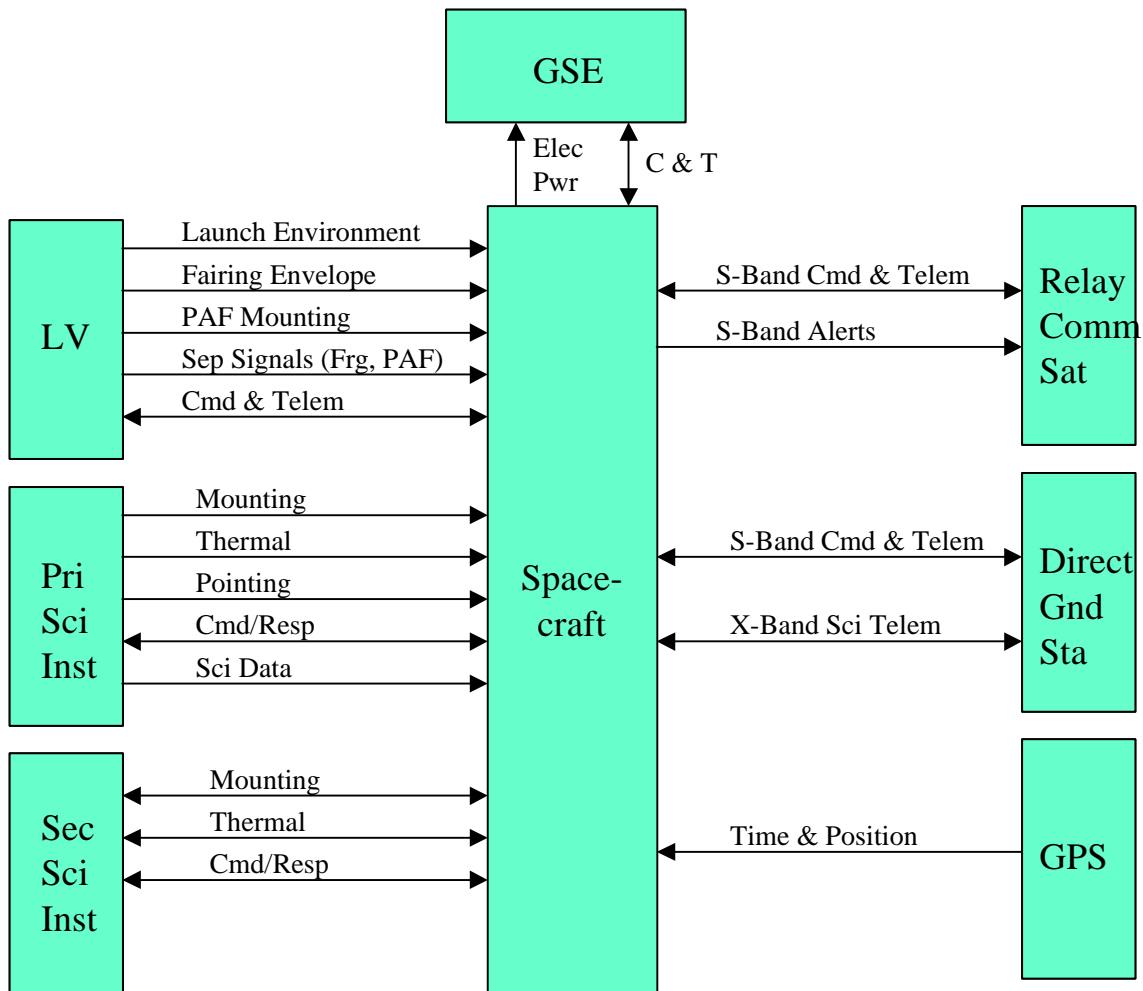 GSE
Elec
Pwr
C & T
LV
Launch Environment
Fairing Envelope
PAF Mounting
Sep Signals (Frg, PAF)
Cmd & Telem
Pri
Sci
Inst
Mounting
Thermal
Pointing
Cmd/Resp
Sci Data
Sec
Sci
Inst
Mounting
Thermal
Cmd/Resp
Space-
craft
S-Band Cmd & Telem
S-Band Alerts
Relay
Comm
Sat
S-Band Cmd & Telem
X-Band Sci Telem
Direct
Gnd
Sta
Time & Position
GPS